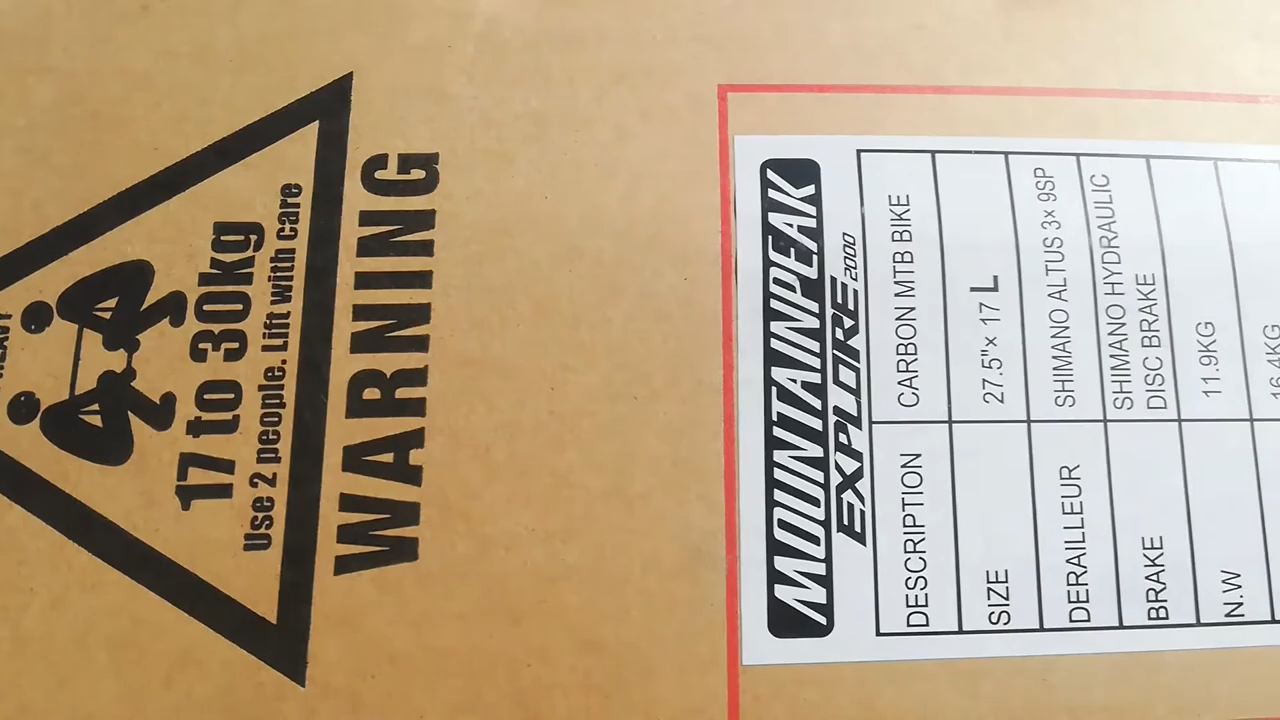 HEAVY
17 to 30kg
Use 2 people. Lift with care
WARNING
MOUNTAINPEAK
EXPLORE 2000
DESCRIPTION CARBON MTB BIKE
SIZE 27.5"× 17 L
DERAILLEUR SHIMANO ALTUS 3× 9SP
BRAKE SHIMANO HYDRAULIC
DISC BRAKE
N.W 11.9KG
16.4KG